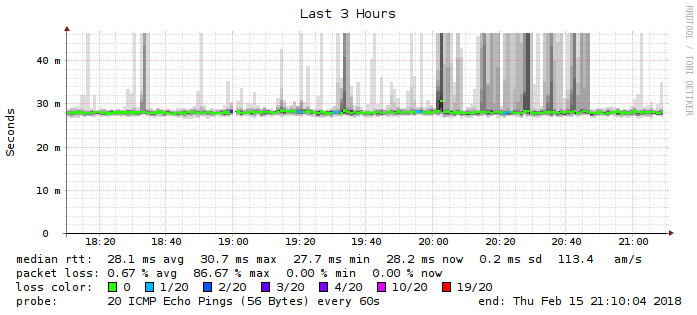 Last 3 Hours
RRDTOOL / TOBI OETIKER
Seconds
40 m
30 m
20 m
10 m
0
18:20 18:40 19:00 19:20 19:40 20:00 20:20 20:40 21:00
median rtt: 28.1 ms avg 30.7 ms max 27.7 ms min 28.2 ms now 0.2 ms sd 113.4 am/s
packet loss: 0.67 % avg 86.67 % max 0.00 % min 0.00 % now
loss color: 0 1/20 2/20 3/20 4/20 10/20 19/20
probe: 20 ICMP Echo Pings (56 Bytes) every 60s end: Thu Feb 15 21:10:04 2018